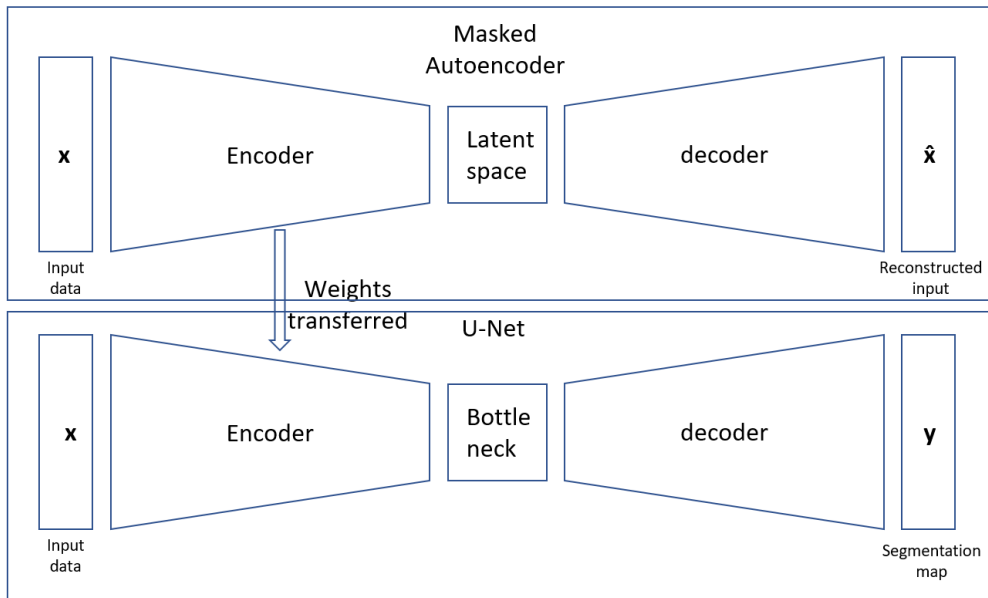 Masked
Autoencoder
x
Encoder
Latent
space
decoder
x̂
Input
data
Reconstructed
input
Weights
transferred
U-Net
x
Encoder
Bottle
neck
decoder
y
Input
data
Segmentation
map